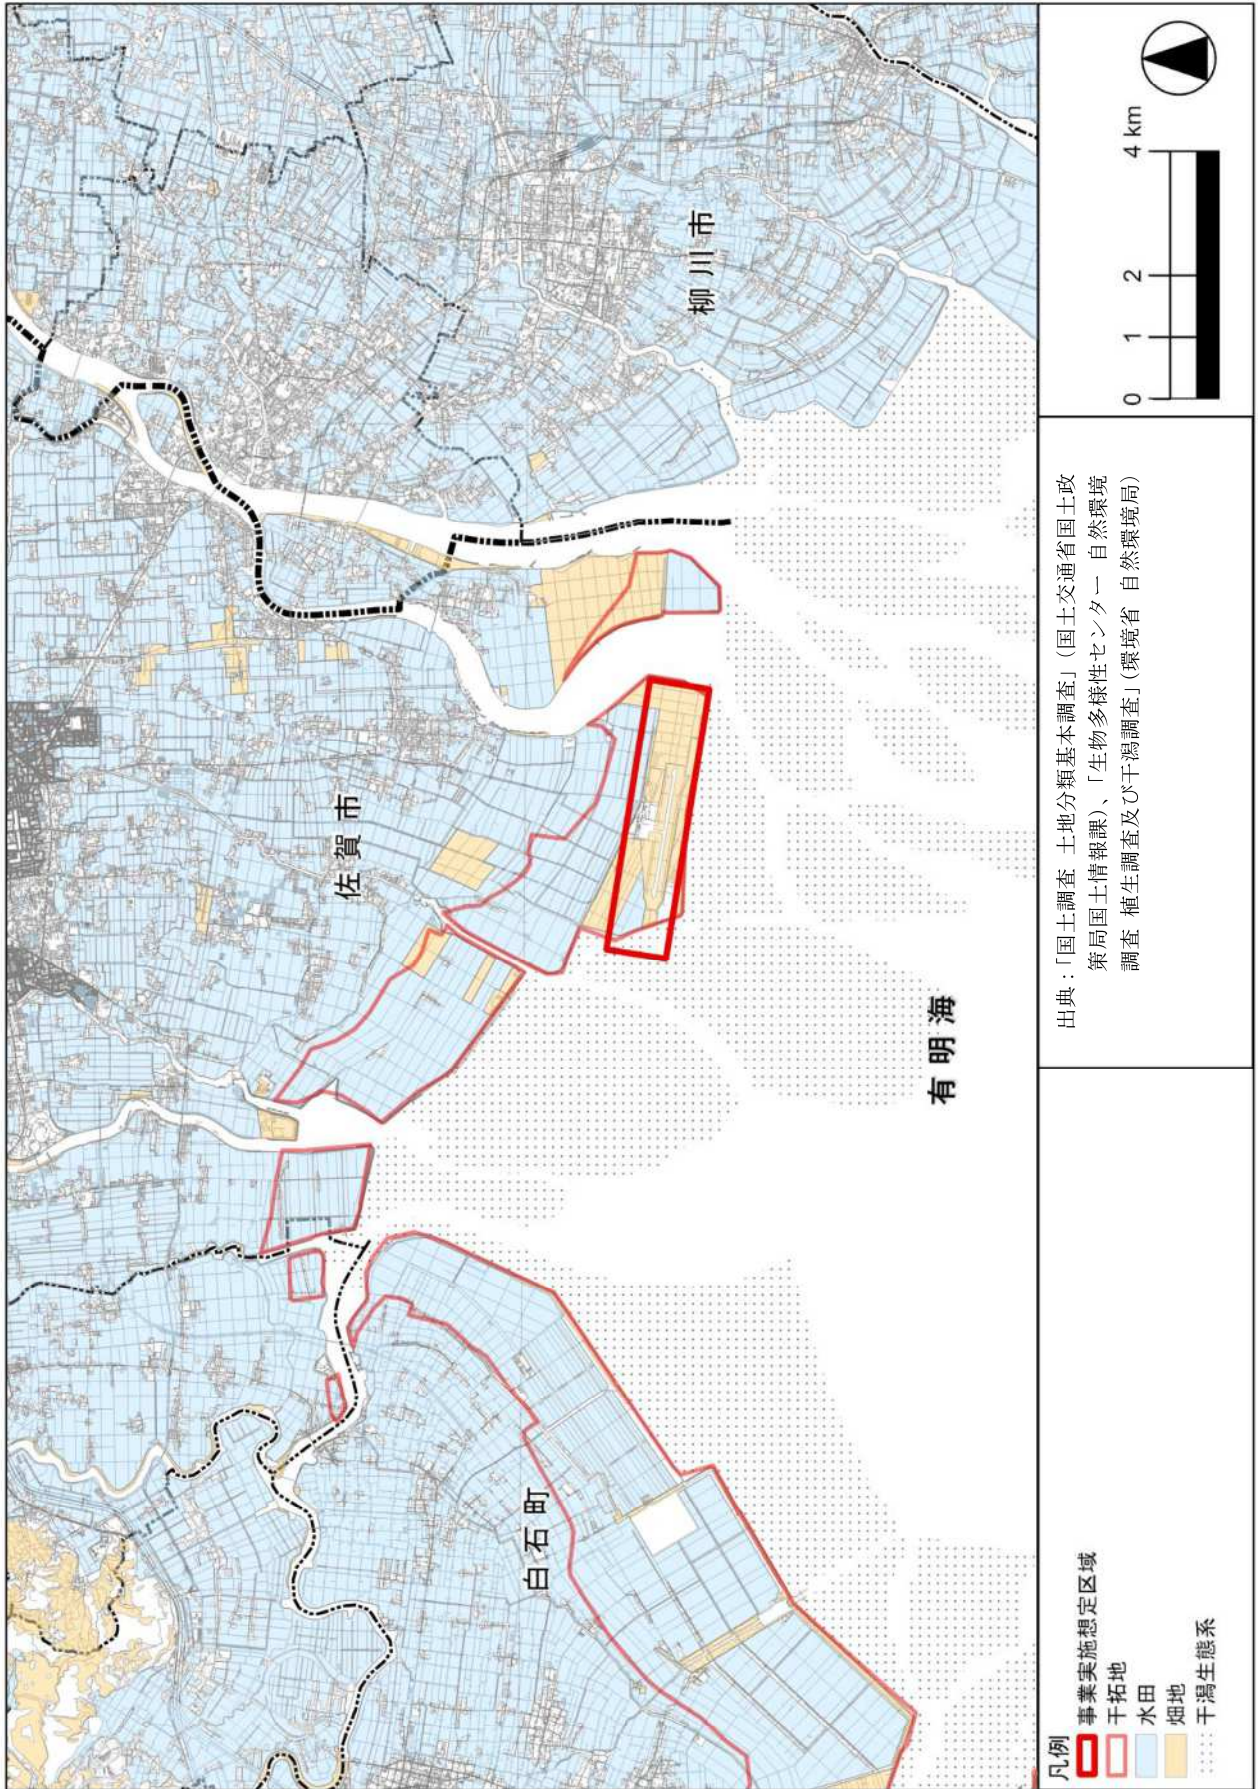 佐賀市
柳川市
白石町
有明海
凡例
事業実施想定区域
干拓地
水田
畑地
干潟生態系
出典：「国土調査 土地分類基本調査」（国土交通省国土政
策局国土情報課）、「生物多様性センター 自然環境
調査 植生調査及び干潟調査」（環境省 自然環境局）
0 1 2 4 km